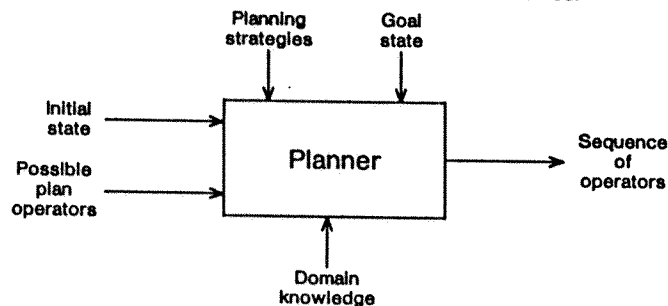 Planning
strategies
Goal
state
Initial
state
Possible
plan
operators
Planner
Sequence
of
operators
Domain
knowledge